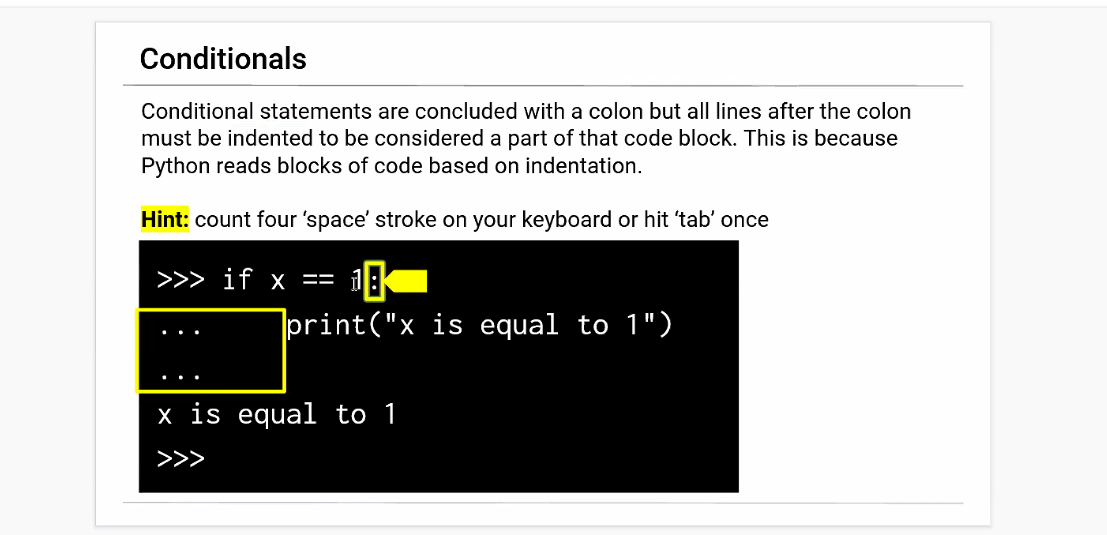 Conditionals
Conditional statements are concluded with a colon but all lines after the colon
must be indented to be considered a part of that code block. This is because
Python reads blocks of code based on indentation.
Hint: count four ‘space’ stroke on your keyboard or hit ‘tab’ once
>>> if x == 1:
... print("x is equal to 1")
...
x is equal to 1
>>>